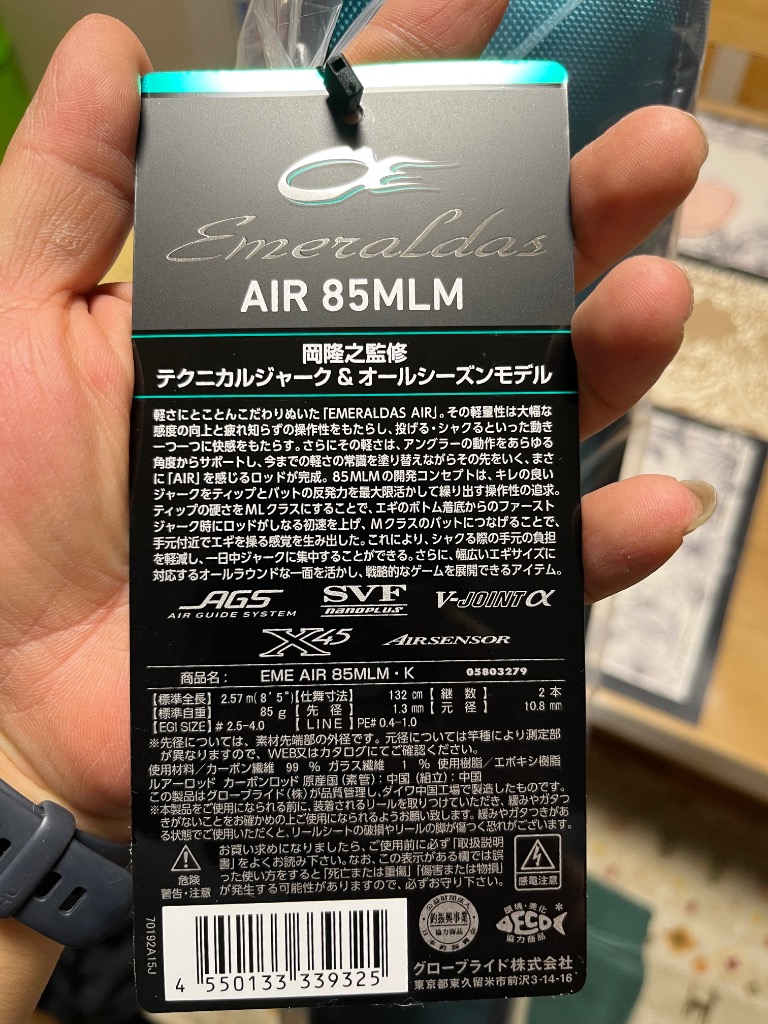 Emeraldas
AIR 85MLM
岡隆之監修
テクニカルジャーク & オールシーズンモデル
軽さにとことんこだわりぬいた「EMERALDAS AIR」。その軽量性は大幅な
感度の向上と疲れ知らずの操作性をもたらし、投げる・シャクるといった動き
一つ一つに快感をもたらす。さらにその軽さは、アングラーの動作をあらゆる
角度からサポートし、今までの軽さの常識を塗り替えながらその先をいく、まさ
に「AIR」を感じるロッドが完成。85MLMの開発コンセプトは、キレの良い
ジャークをティップとバットの反発力を最大限活かして繰り出す操作性の追求。
ティップの硬さをMLクラスにすることで、エギのボトム着底からのファースト
ジャーク時にロッドがしなる初速を上げ、Mクラスのバットにつなげることで、
手元付近でエギを操る感覚を生み出した。これにより、シャクる際の手元の負担
を軽減し、一日中ジャークに集中することができる。さらに、幅広いエギサイズに
対応するオールラウンドな一面を活かし、戦略的なゲームを展開できるアイテム。
AGS SVF V-JOINTα
AIR GUIDE SYSTEM NANOPLUS
X45 AIRSENSOR
商品名: EME AIR 85MLM・K 05803279
【標準全長】 2.57m(8'5")【仕舞寸法】 132cm【継 数】 2本
【標準自重】 85g【先 径】 1.3mm【元 径】 10.8mm
【EGI SIZE】# 2.5-4.0 【 LINE 】PE# 0.4-1.0
※先径については、素材先端部の外径です。元径については竿種により測定部
が異なりますので、WEB又はカタログにてご確認ください。
使用材料/カーボン繊維 99 % ガラス繊維 1 % 使用樹脂/エポキシ樹脂
ルアーロッド カーボンロッド 原産国(素管):中国(組立):中国
この製品はグローブライド(株)が品質管理し、ダイワ中国工場で製造したものです。
※本製品をご使用になられる前に、装着されるリールを取りつけていただき、緩みやガタつ
きがないことをお確かめの上ご使用になられるようお願い致します。緩みやガタつきがあ
る状態でご使用いただくと、リールシートの破損やリールの脚が傷つく恐れがございます。
危険
警告・注意
お買い求めになりましたら、ご使用前に必ず「取扱説明
書」をよくお読み下さい。なお、この表示がある欄では誤
った使い方をすると「死亡または重傷」「傷害または物損」
が発生する可能性がありますので、必ずお守り下さい。
感電注意
70192A15J
4 550133 339325
公益財団法人
釣振興事業
協力商品
環境・美化
ECO
協力商品
グローブライド株式会社
東京都東久留米市前沢3-14-16